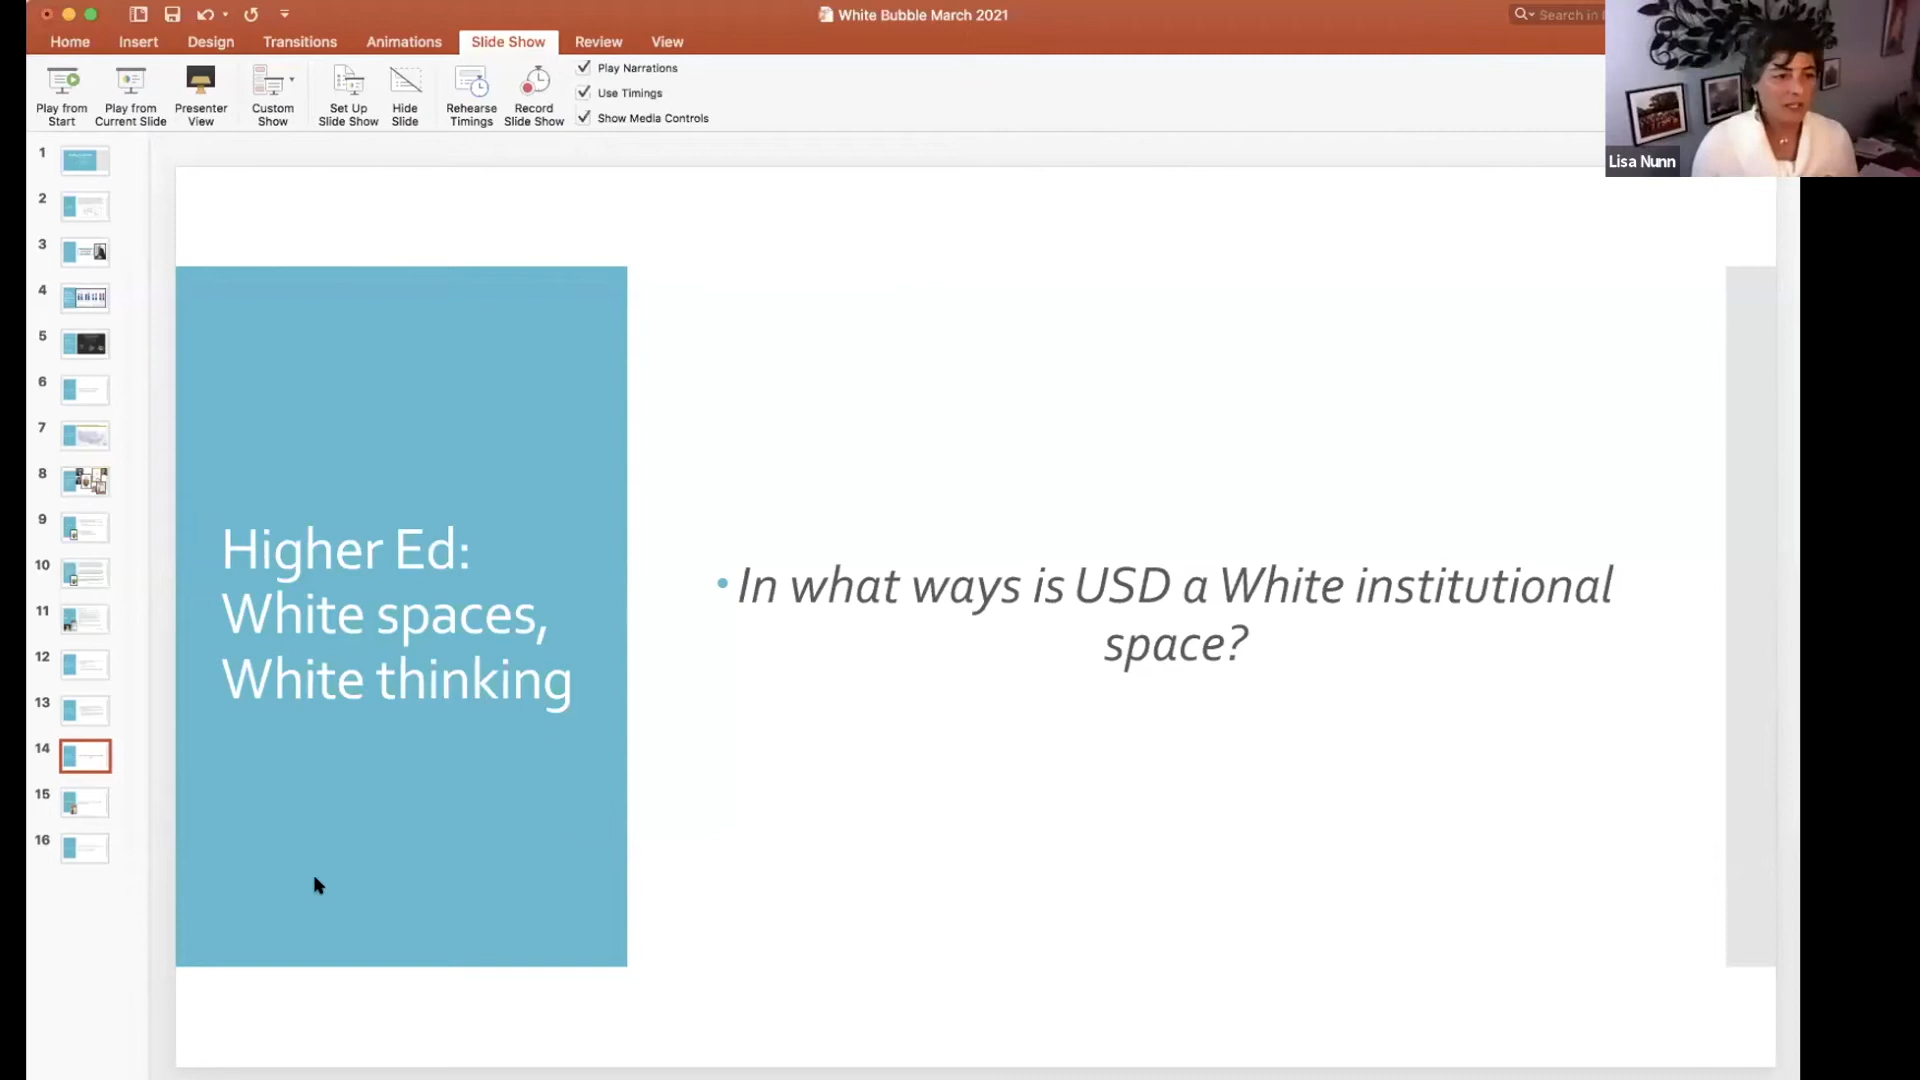 White Bubble March 2021
Search in
Home Insert Design Transitions Animations Slide Show Review View
Play from Start
Play from Current Slide
Presenter View
Custom Show
Set Up Slide Show
Hide Slide
Rehearse Timings
Record Slide Show
Play Narrations
Use Timings
Show Media Controls
Lisa Nunn
1
2
3
4
5
6
7
8
9
10
11
12
13
14
15
16
Higher Ed:
White spaces,
White thinking
• In what ways is USD a White institutional
space?